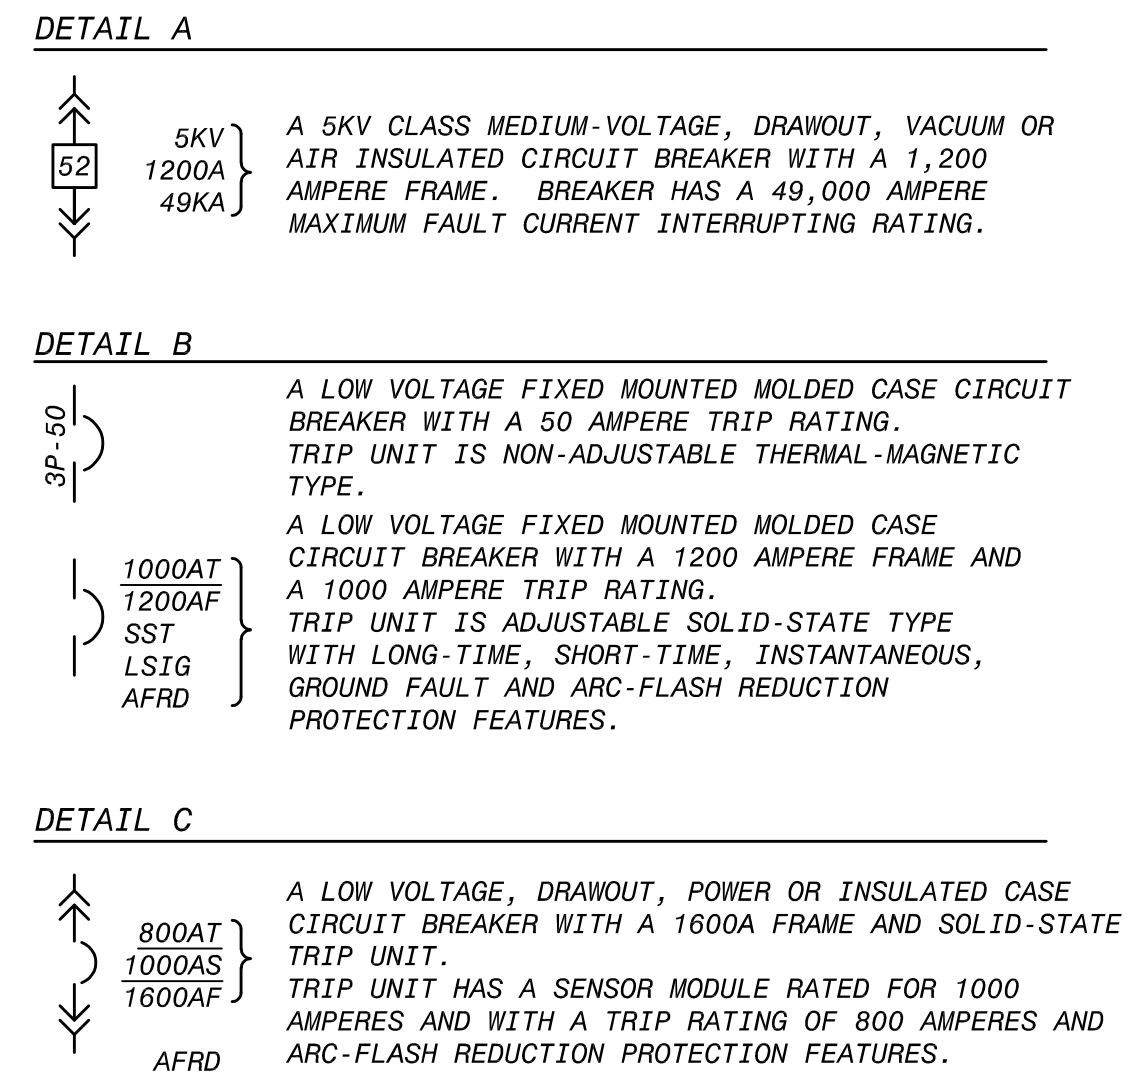 DETAIL A
52
5KV
1200A
49KA
A 5KV CLASS MEDIUM-VOLTAGE, DRAWOUT, VACUUM OR
AIR INSULATED CIRCUIT BREAKER WITH A 1,200
AMPERE FRAME. BREAKER HAS A 49,000 AMPERE
MAXIMUM FAULT CURRENT INTERRUPTING RATING.
DETAIL B
3P-50
A LOW VOLTAGE FIXED MOUNTED MOLDED CASE CIRCUIT
BREAKER WITH A 50 AMPERE TRIP RATING.
TRIP UNIT IS NON-ADJUSTABLE THERMAL-MAGNETIC
TYPE.
1000AT
1200AF
SST
LSIG
AFRD
A LOW VOLTAGE FIXED MOUNTED MOLDED CASE
CIRCUIT BREAKER WITH A 1200 AMPERE FRAME AND
A 1000 AMPERE TRIP RATING.
TRIP UNIT IS ADJUSTABLE SOLID-STATE TYPE
WITH LONG-TIME, SHORT-TIME, INSTANTANEOUS,
GROUND FAULT AND ARC-FLASH REDUCTION
PROTECTION FEATURES.
DETAIL C
800AT
1000AS
1600AF
AFRD
A LOW VOLTAGE, DRAWOUT, POWER OR INSULATED CASE
CIRCUIT BREAKER WITH A 1600A FRAME AND SOLID-STATE
TRIP UNIT.
TRIP UNIT HAS A SENSOR MODULE RATED FOR 1000
AMPERES AND WITH A TRIP RATING OF 800 AMPERES AND
ARC-FLASH REDUCTION PROTECTION FEATURES.